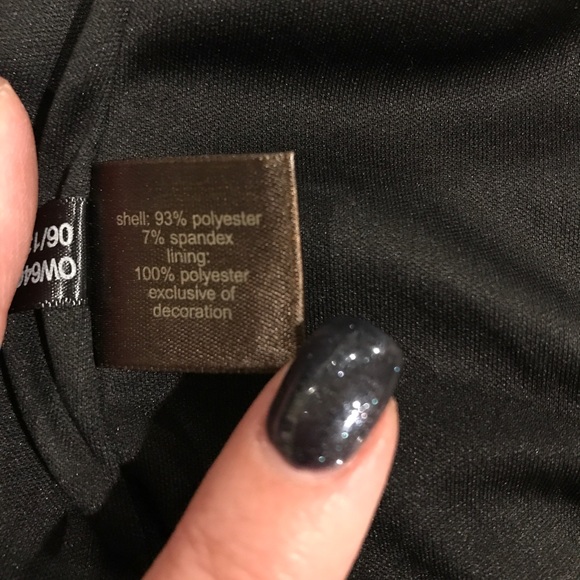 shell: 93% polyester
7% spandex
lining:
100% polyester
exclusive of
decoration